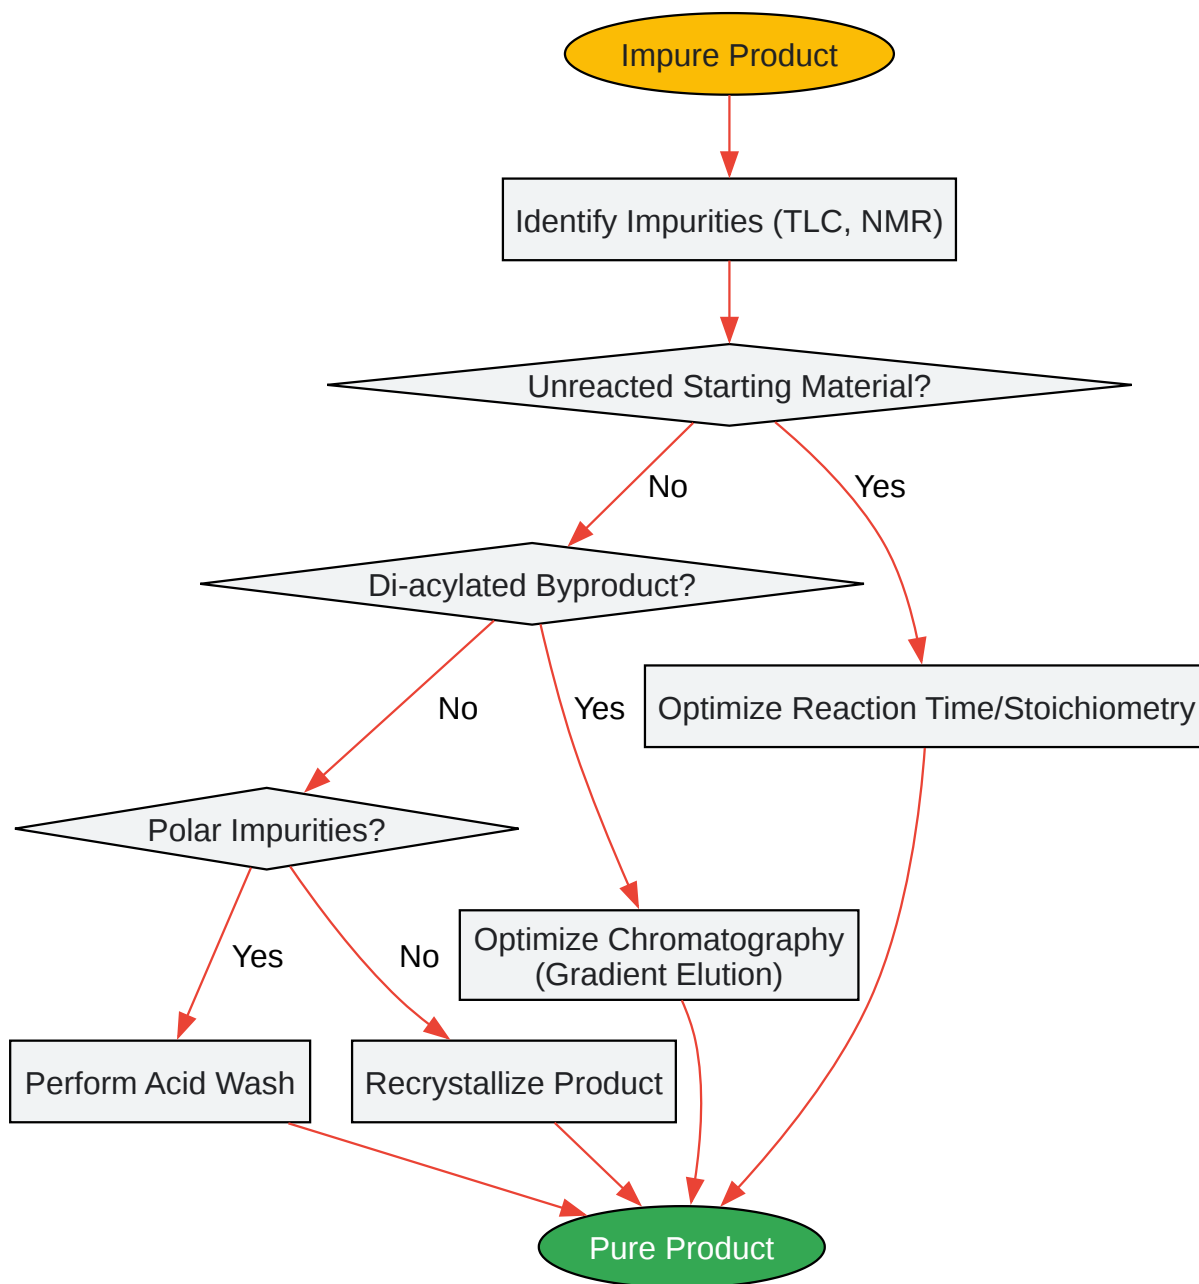 Impure Product
Identify Impurities (TLC, NMR)
Unreacted Starting Material?
No
Yes
Di-acylated Byproduct?
No
Yes
Optimize Reaction Time/Stoichiometry
Polar Impurities?
Yes
No
Optimize Chromatography
(Gradient Elution)
Perform Acid Wash
Recrystallize Product
Pure Product